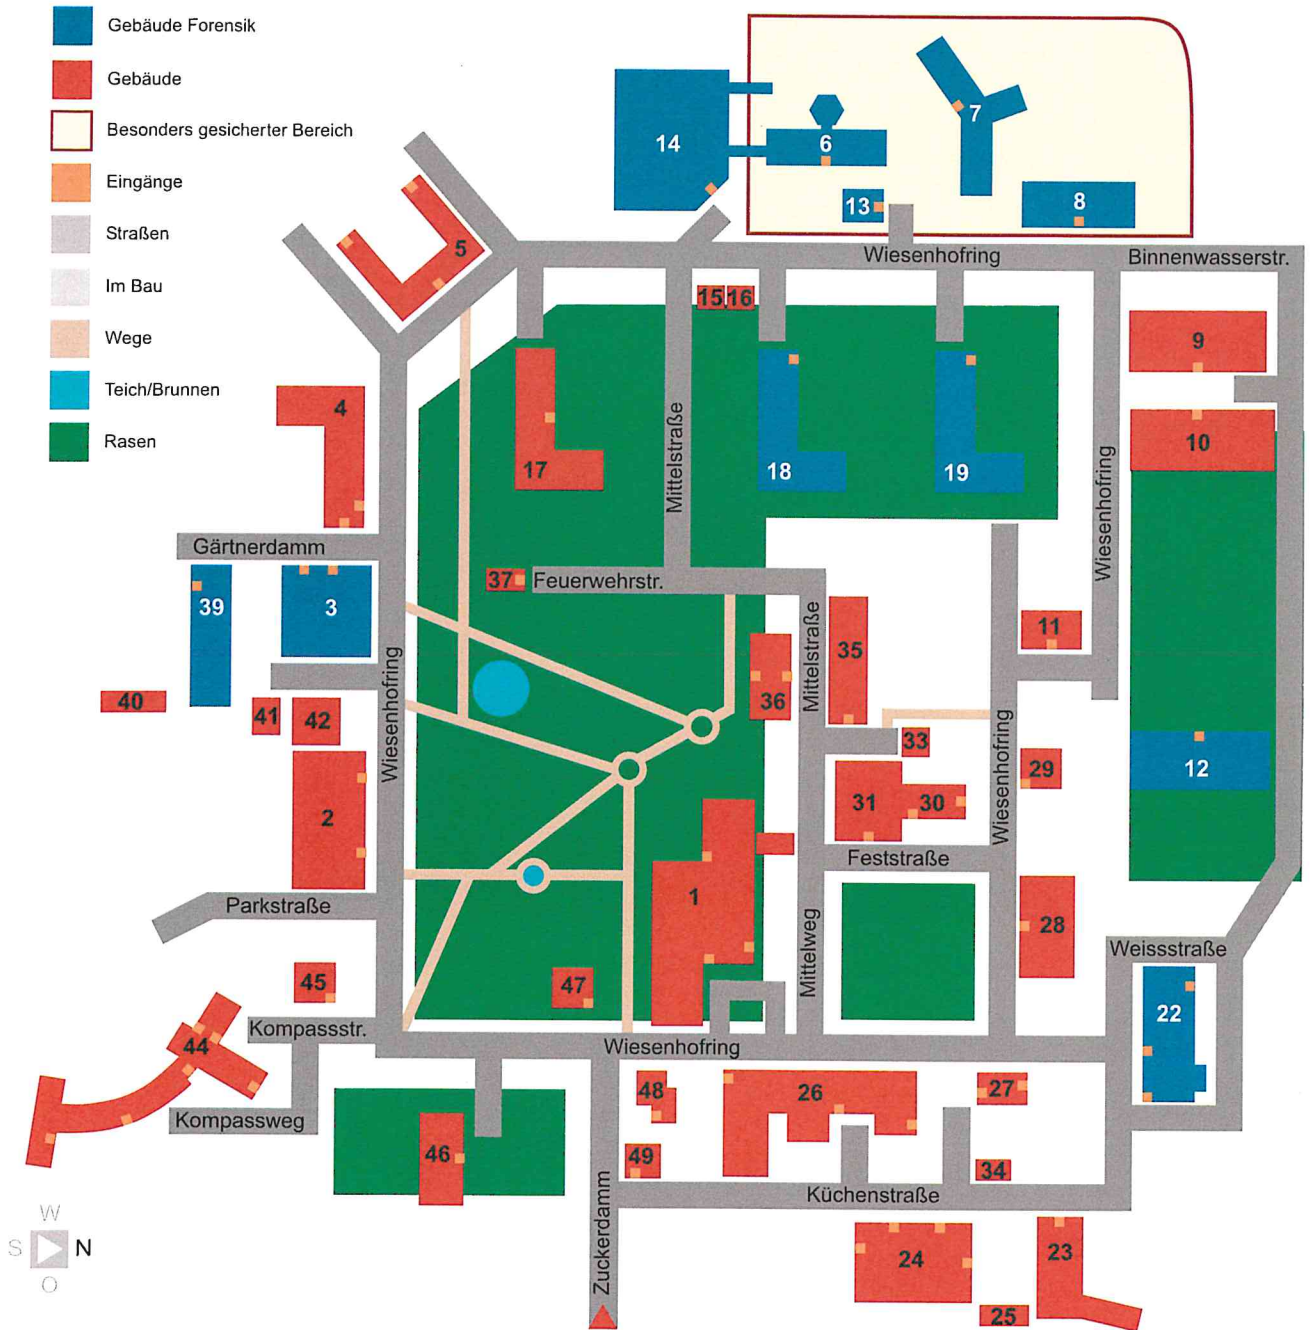 Gebäude Forensik
Gebäude
Besonders gesicherter Bereich
Eingänge
Straßen
Im Bau
Wege
Teich/Brunnen
Rasen
14
6
7
13
8
5
Wiesenhofring
Binnenwasserstr.
15
16
9
4
17
Mittelstraße
18
19
10
Wiesenhofring
Gärtnerdamm
39
3
37
Feuerwehrstr.
Mittelstraße
35
11
40
41
42
Wiesenhofring
36
33
Wiesenhofring
29
12
2
31
30
Feststraße
1
Parkstraße
Mittelweg
28
Weissstraße
45
47
22
44
Kompassstr.
Wiesenhofring
Kompassweg
48
26
27
46
49
34
Küchenstraße
Zuckerdamm
W
S
N
O
24
23
25